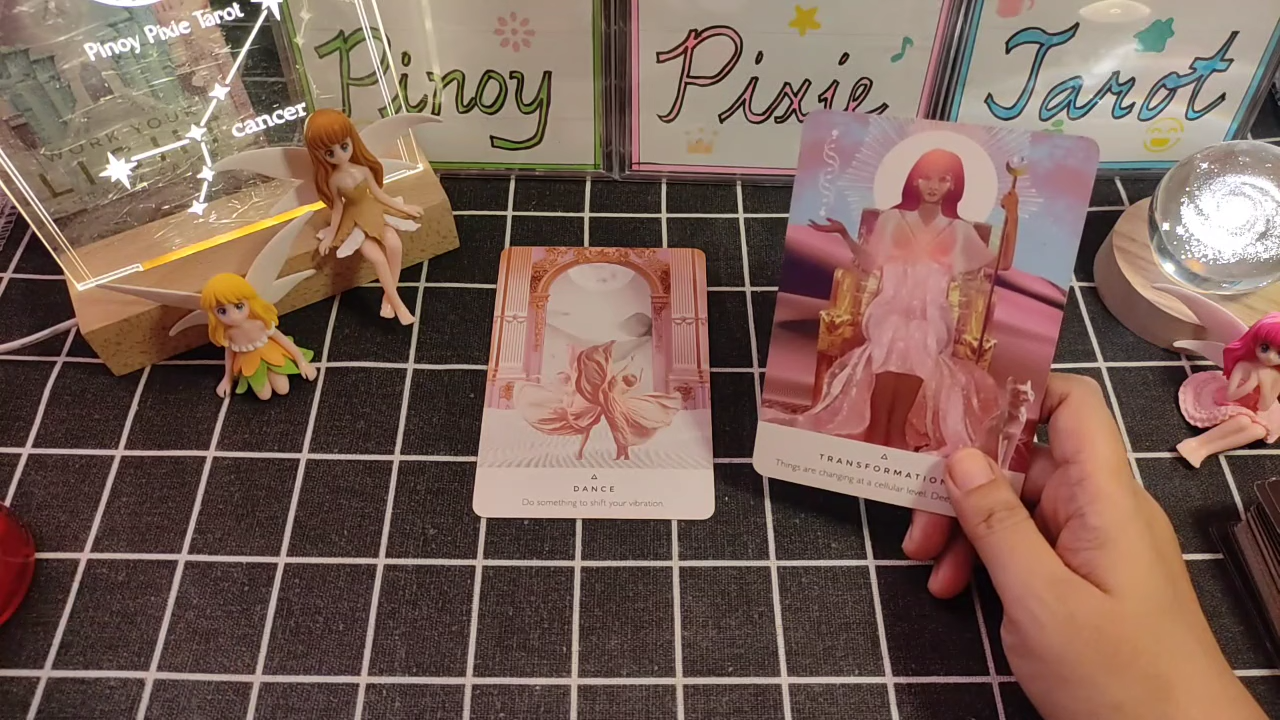 Pinoy Pixie Tarot
cancer
WORK YOUR
Pinoy
Pixie
Tarot
DANCE
Do something to shift your vibration.
TRANSFORMATION
Things are changing at a cellular level.